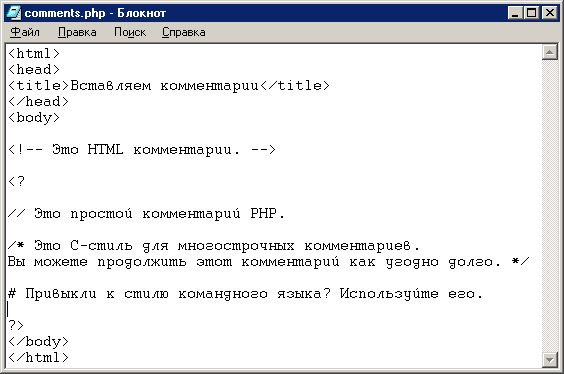 comments.php - Блокнот
Файл Правка Поиск Справка
<html>
<head>
<title>Вставляем комментарии</title>
</head>
<body>
<!-- Это HTML комментарии. -->
<?
// Это простой комментарий PHP.
/* Это С-стиль для многострочных комментариев.
Вы можете продолжить этот комментарий как угодно долго. */
# Привыкли к стилю командного языка? Используйте его.
?>
</body>
</html>